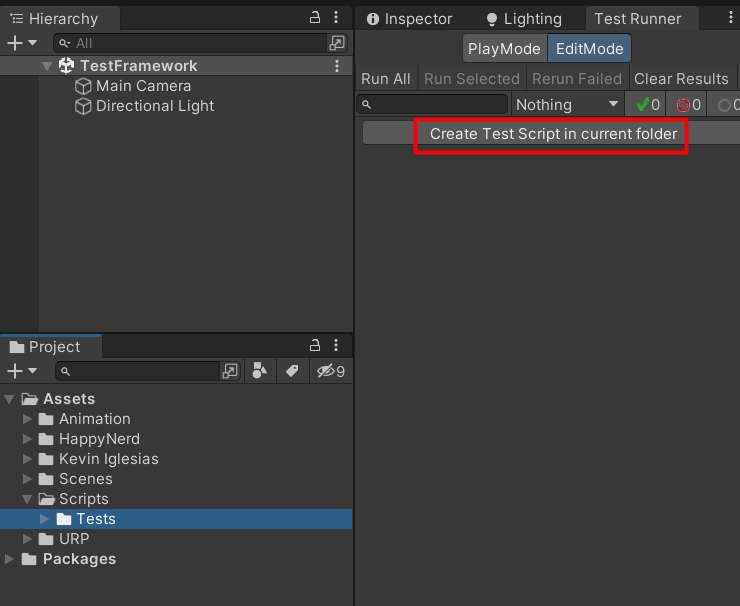 Hierarchy
All
TestFramework
Main Camera
Directional Light
Inspector Lighting Test Runner
PlayMode EditMode
Run All Run Selected Rerun Failed Clear Results
Nothing 0 0 0
Create Test Script in current folder
Project
9
Assets
Animation
HappyNerd
Kevin Iglesias
Scenes
Scripts
Tests
URP
Packages